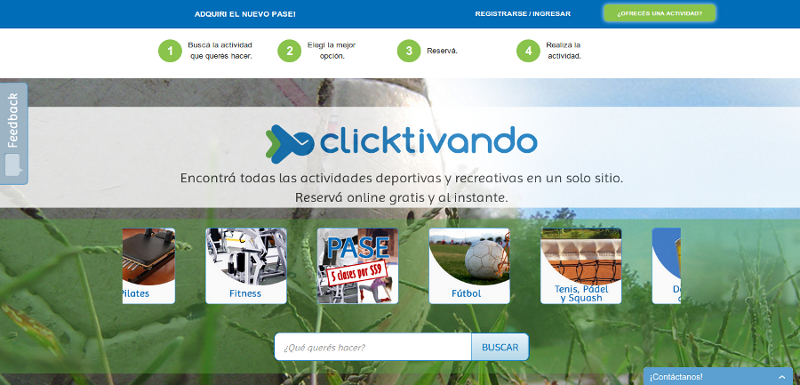 ADQUIRI EL NUEVO PASE!
REGISTRARSE / INGRESAR
¿OFRECÉS UNA ACTIVIDAD?
1 Buscá la actividad
que querés hacer.
2 Elegí la mejor
opción.
3 Reservá.
4 Realizá la
actividad.
Feedback
clicktivando
Encontrá todas las actividades deportivas y recreativas en un solo sitio.
Reservá online gratis y al instante.
Pilates
Fitness
PASE
5 clases por $59
Fútbol
Tenis, Pádel
y Squash
¿Qué querés hacer?
BUSCAR
¡Contáctanos!